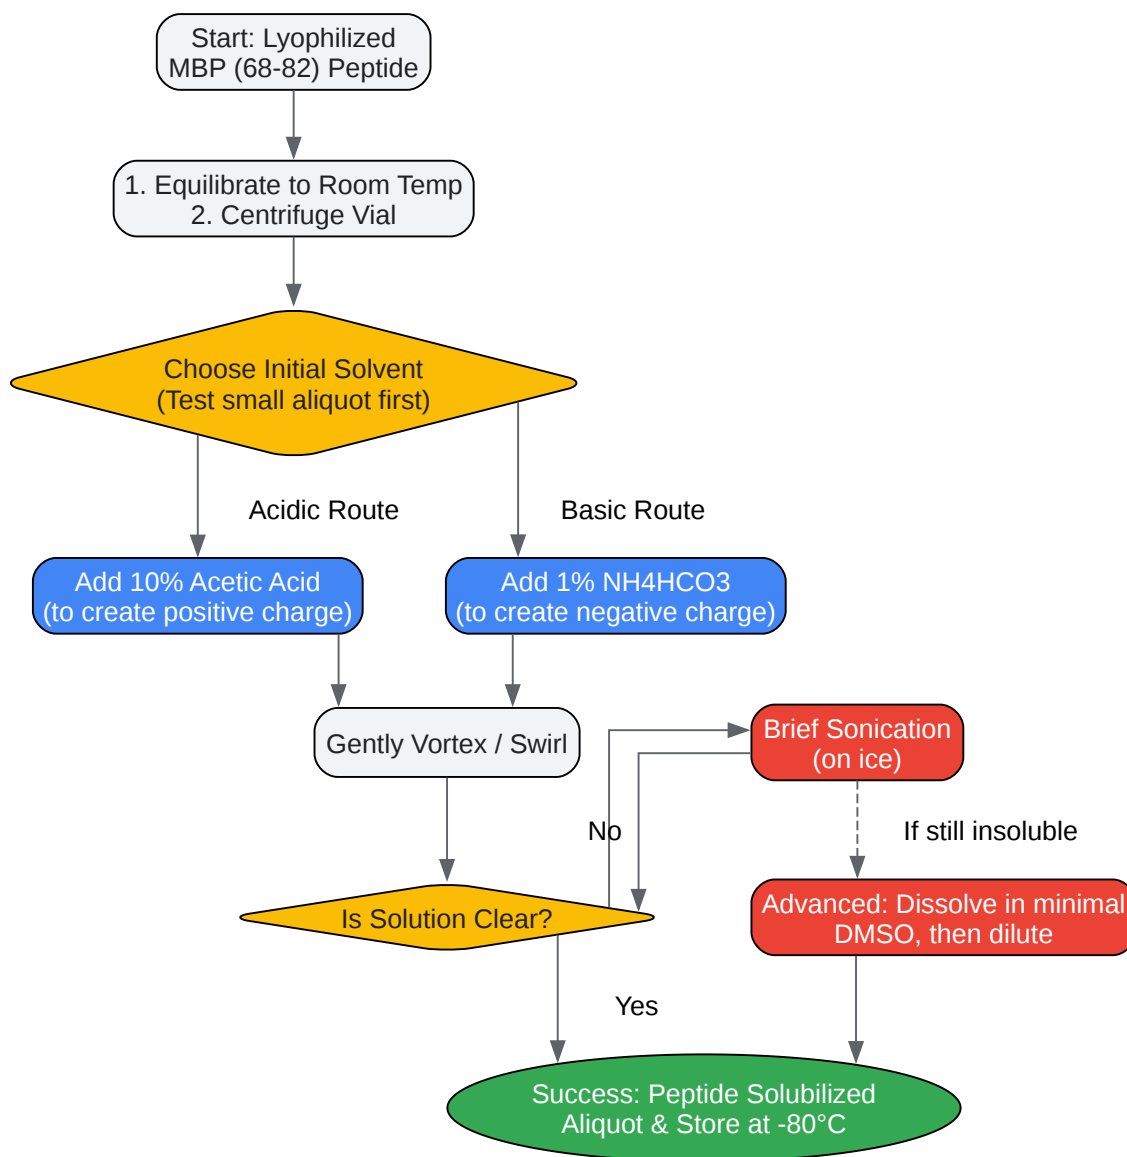 Start: Lyophilized
MBP (68-82) Peptide
1. Equilibrate to Room Temp
2. Centrifuge Vial
Choose Initial Solvent
(Test small aliquot first)
Acidic Route
Basic Route
Add 10% Acetic Acid
(to create positive charge)
Add 1% NH4HCO3
(to create negative charge)
Gently Vortex / Swirl
Brief Sonication
(on ice)
No
If still insoluble
Is Solution Clear?
Advanced: Dissolve in minimal
DMSO, then dilute
Yes
Success: Peptide Solubilized
Aliquot & Store at -80°C